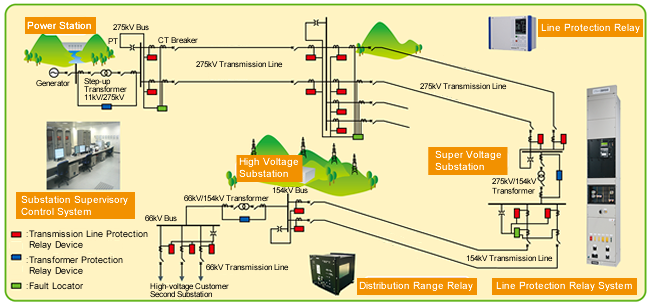 Power Station
275kV Bus
PT
CT Breaker
Line Protection Relay
275kV Transmission Line
275kV Transmission Line
Generator
Step-up
Transformer
11kV/275kV
High Voltage
Substation
Super Voltage
Substation
275kV/154kV
Transformer
Substation Supervisory
Control System
66kV/154kV Transformer
154kV Bus
66kV Bus
:Transmission Line Protection
Relay Device
:Transformer Protection
Relay Device
:Fault Locator
66kV Transmission Line
154kV Transmission Line
High-voltage Customer
Second Substation
Distribution Range Relay
Line Protection Relay System